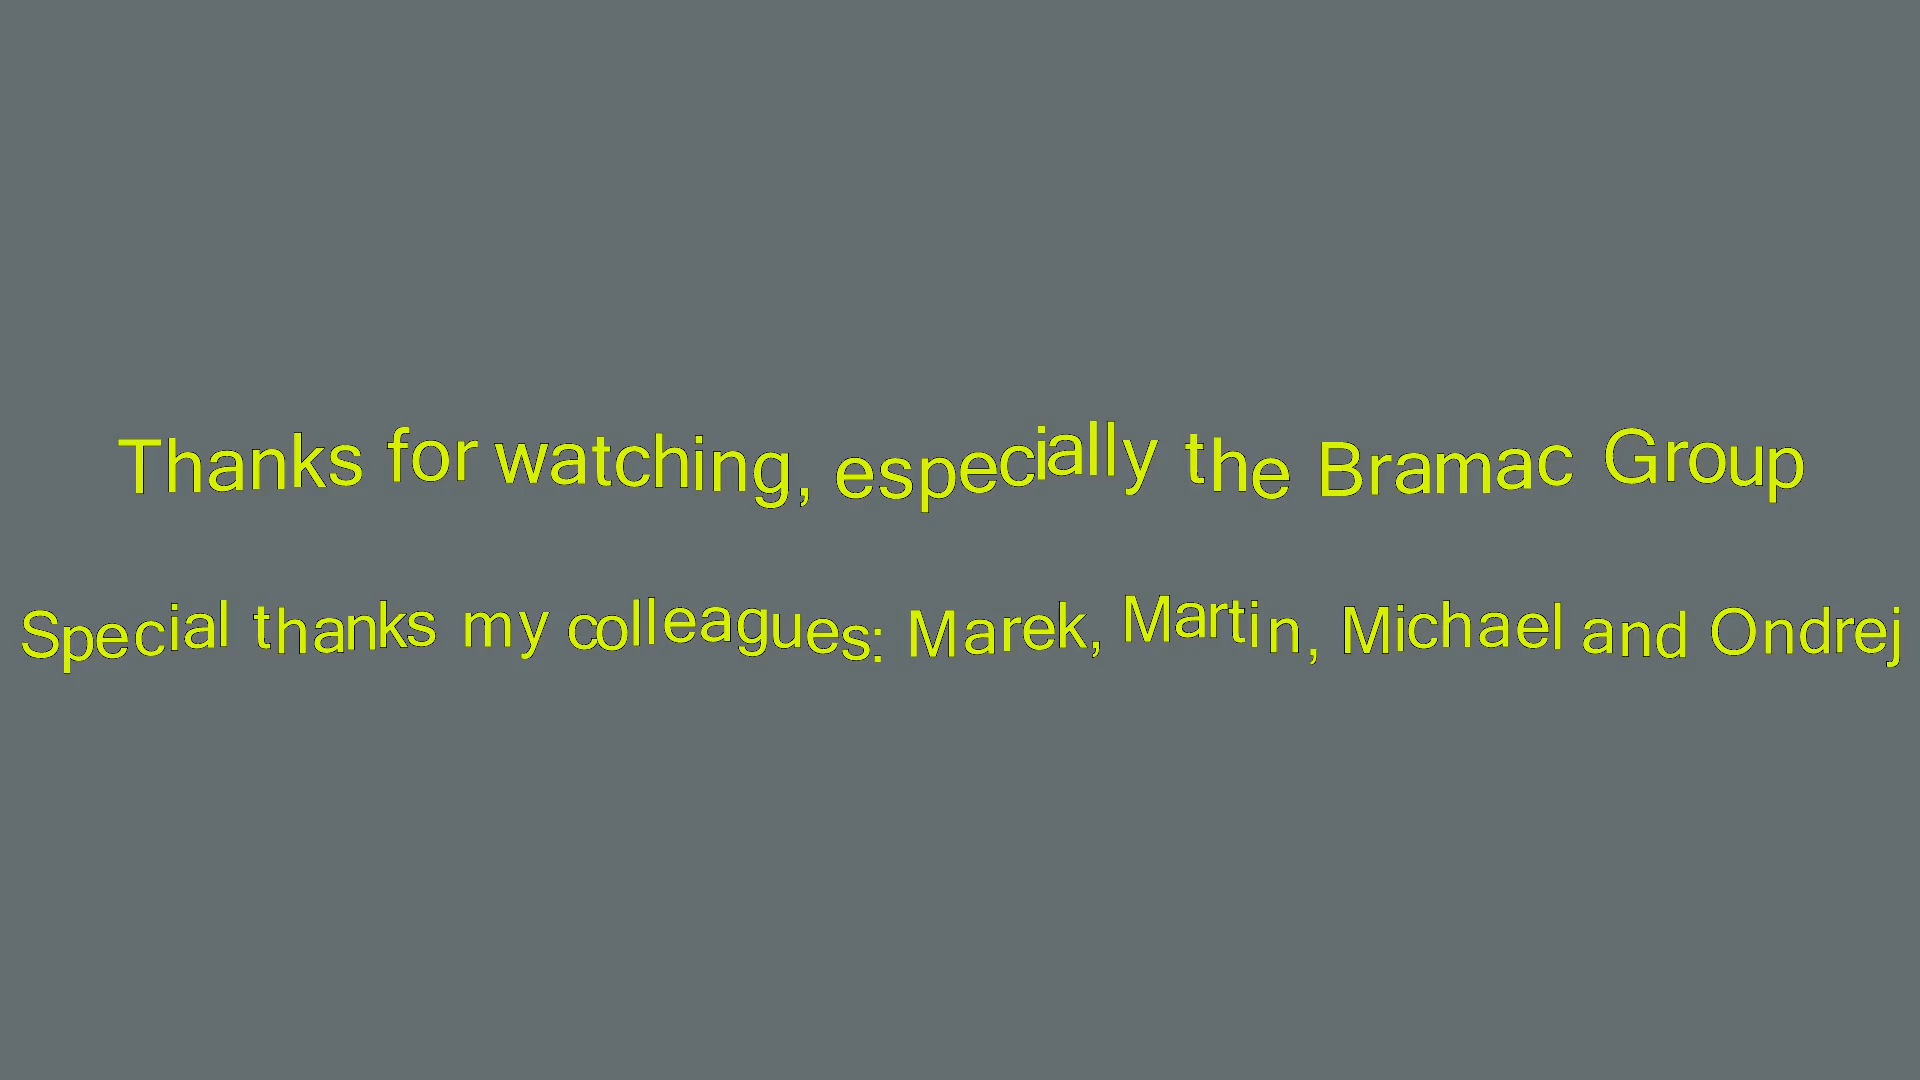 Thanks for watching, especially the Bramac Group
Special thanks my colleagues: Marek, Martin, Michael and Ondrej